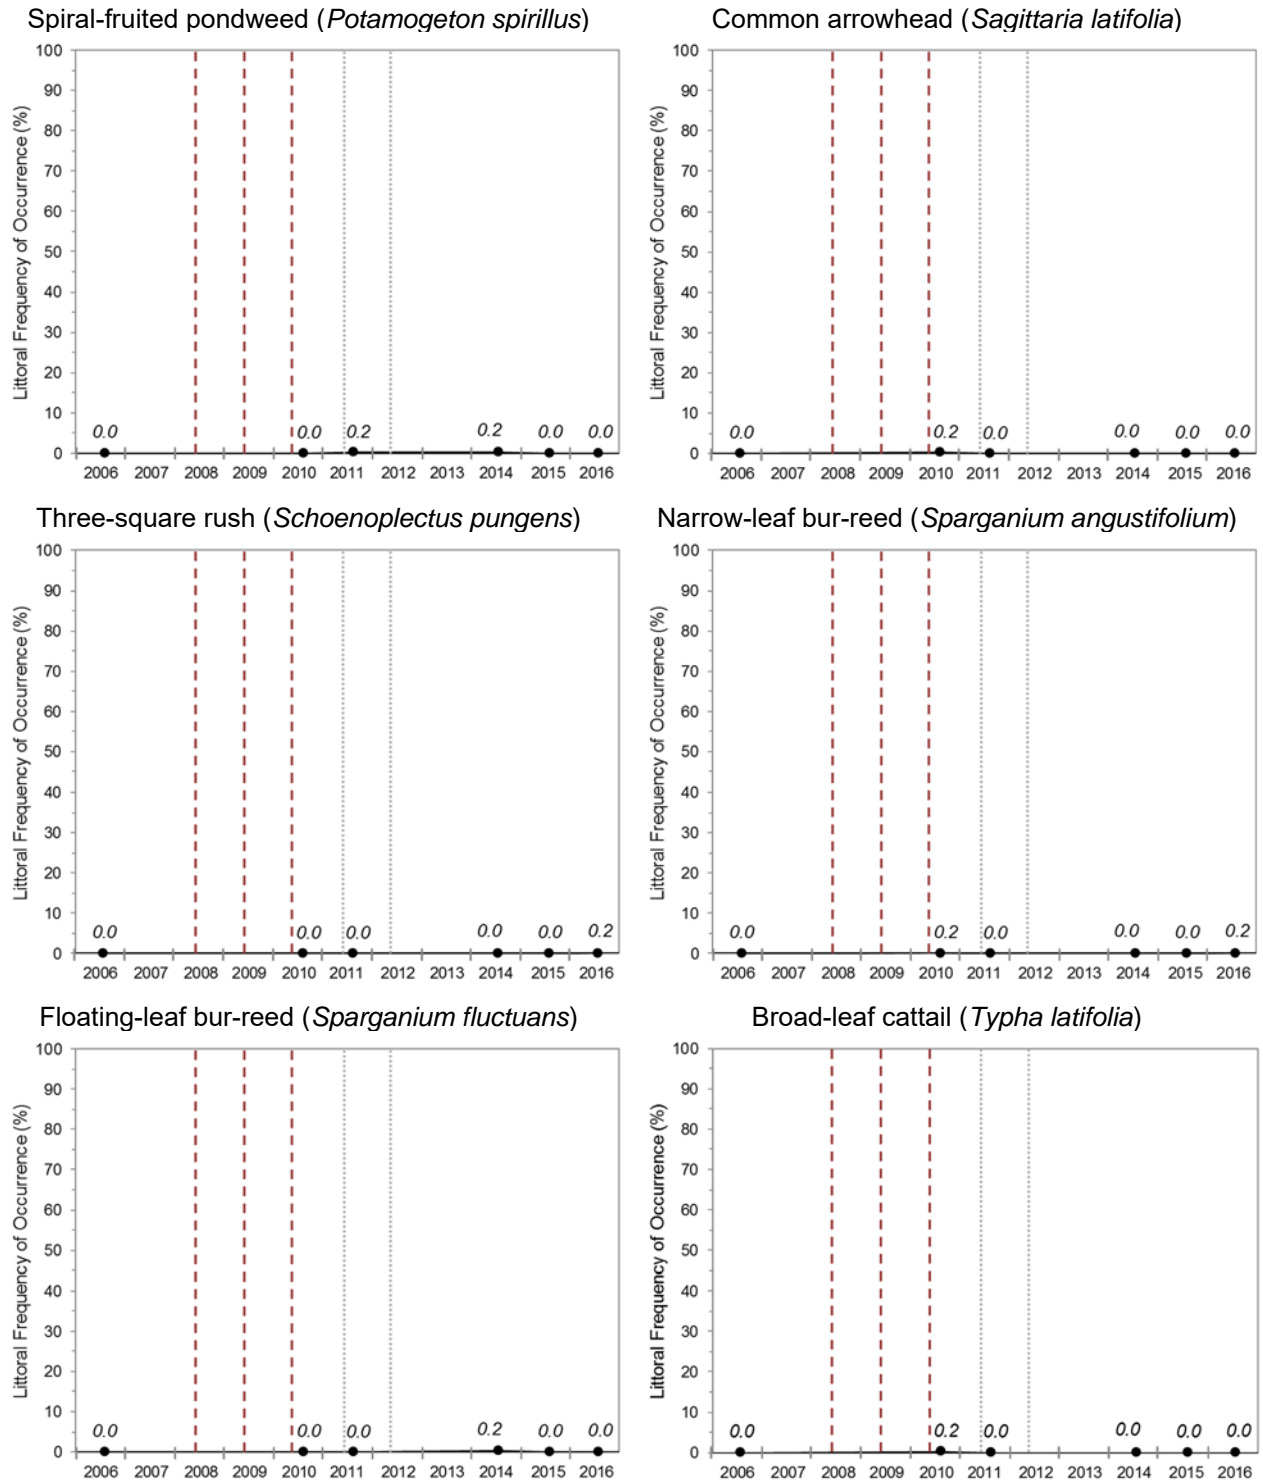 Spiral-fruited pondweed (Potamogeton spirillus)
Littoral Frequency of Occurrence (%)
100
90
80
70
60
50
40
30
20
10
0
0.0 0.0 0.2 0.2 0.0 0.0
2006 2007 2008 2009 2010 2011 2012 2013 2014 2015 2016
Common arrowhead (Sagittaria latifolia)
Littoral Frequency of Occurrence (%)
100
90
80
70
60
50
40
30
20
10
0
0.0 0.2 0.0 0.0 0.0 0.0
2006 2007 2008 2009 2010 2011 2012 2013 2014 2015 2016
Three-square rush (Schoenoplectus pungens)
Littoral Frequency of Occurrence (%)
100
90
80
70
60
50
40
30
20
10
0
0.0 0.0 0.0 0.0 0.0 0.2
2006 2007 2008 2009 2010 2011 2012 2013 2014 2015 2016
Narrow-leaf bur-reed (Sparganium angustifolium)
Littoral Frequency of Occurrence (%)
100
90
80
70
60
50
40
30
20
10
0
0.0 0.2 0.0 0.0 0.0 0.2
2006 2007 2008 2009 2010 2011 2012 2013 2014 2015 2016
Floating-leaf bur-reed (Sparganium fluctuans)
Littoral Frequency of Occurrence (%)
100
90
80
70
60
50
40
30
20
10
0
0.0 0.0 0.0 0.2 0.0 0.0
2006 2007 2008 2009 2010 2011 2012 2013 2014 2015 2016
Broad-leaf cattail (Typha latifolia)
Littoral Frequency of Occurrence (%)
100
90
80
70
60
50
40
30
20
10
0
0.0 0.2 0.0 0.0 0.0 0.0
2006 2007 2008 2009 2010 2011 2012 2013 2014 2015 2016